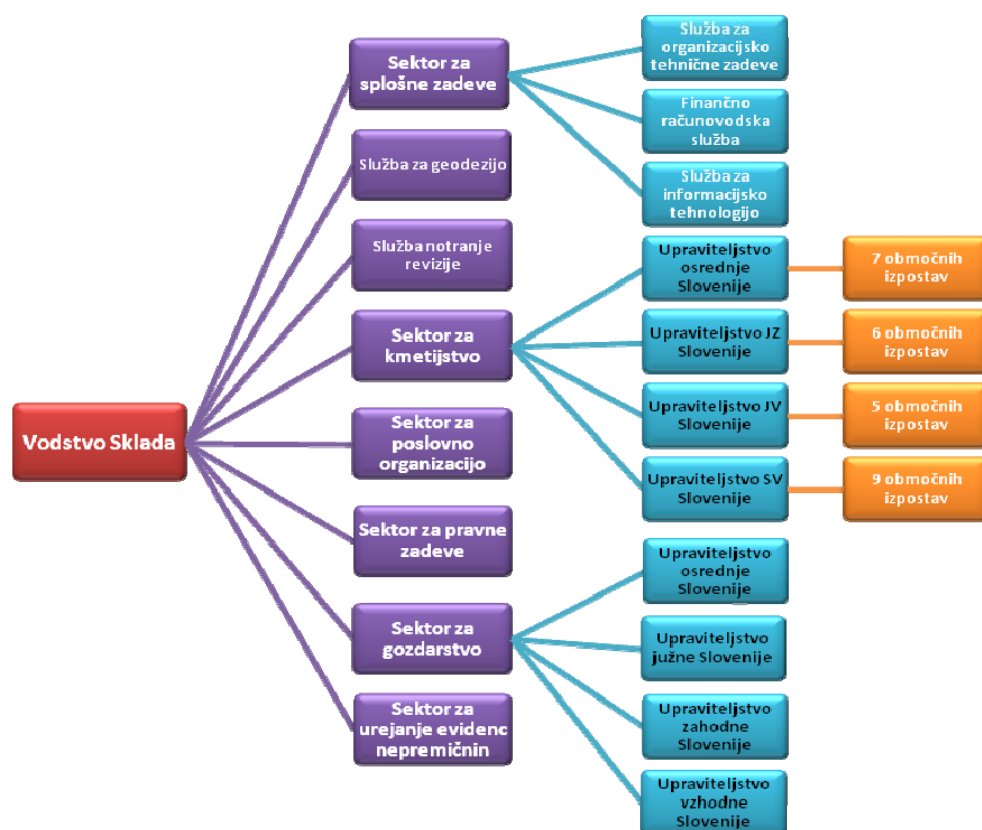 Vodstvo Sklada
Sektor za
splošne zadeve
Služba za geodezijo
Služba notranje
revizije
Sektor za
kmetijstvo
Sektor za
poslovno
organizacijo
Sektor za pravne
zadeve
Sektor za
gozdarstvo
Sektor za
urejanje evidenc
nepremičnin
Služba za
organizacijsko
tehnične zadeve
Finančno
računovodska
služba
Služba za
informacijsko
tehnologijo
Upraviteljstvo
osrednje
Slovenije
Upraviteljstvo JZ
Slovenije
Upraviteljstvo JV
Slovenije
Upraviteljstvo SV
Slovenije
Upraviteljstvo
osrednje
Slovenije
Upraviteljstvo
južne Slovenije
Upraviteljstvo
zahodne
Slovenije
Upraviteljstvo
vzhodne
Slovenije
7 območnih
izpostav
6 območnih
izpostav
5 območnih
izpostav
9 območnih
izpostav